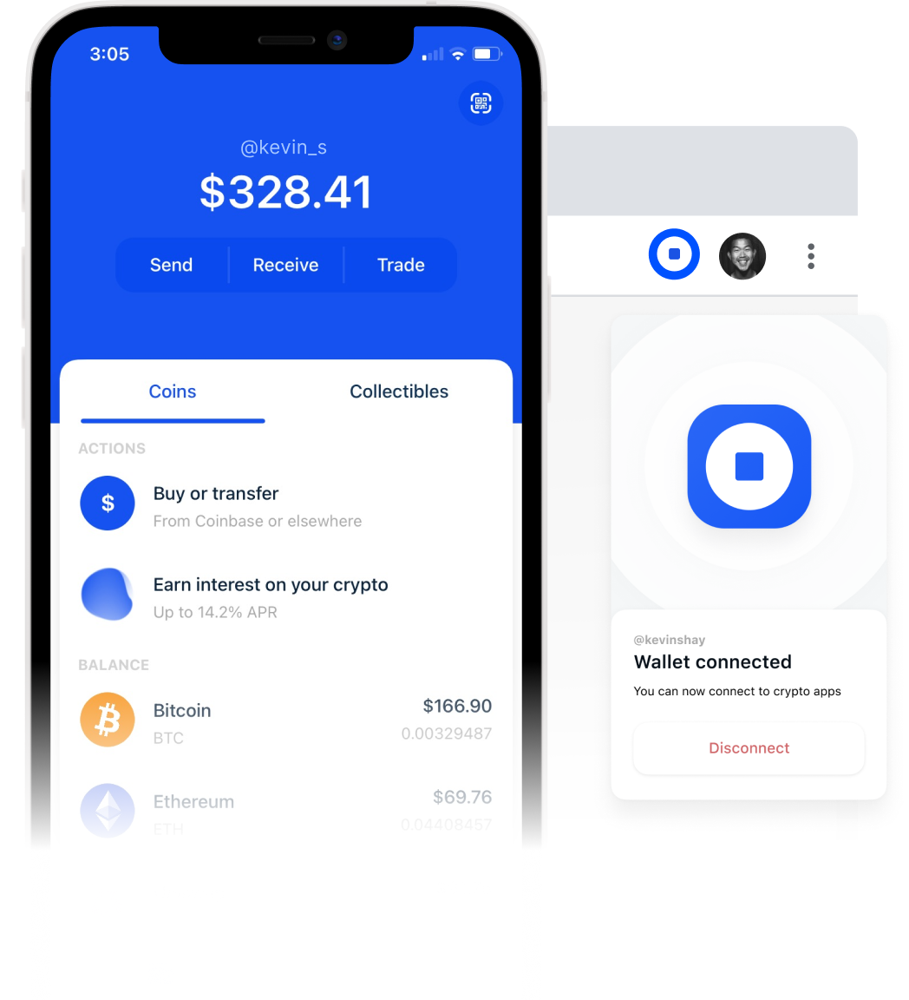 3:05
@kevin_s
$328.41
Send Receive Trade
Coins Collectibles
ACTIONS
$
Buy or transfer
From Coinbase or elsewhere
Earn interest on your crypto
Up to 14.2% APR
BALANCE
Bitcoin $166.90
BTC 0.00329487
Ethereum $69.76
ETH 0.04408457
@kevinshay
Wallet connected
You can now connect to crypto apps
Disconnect